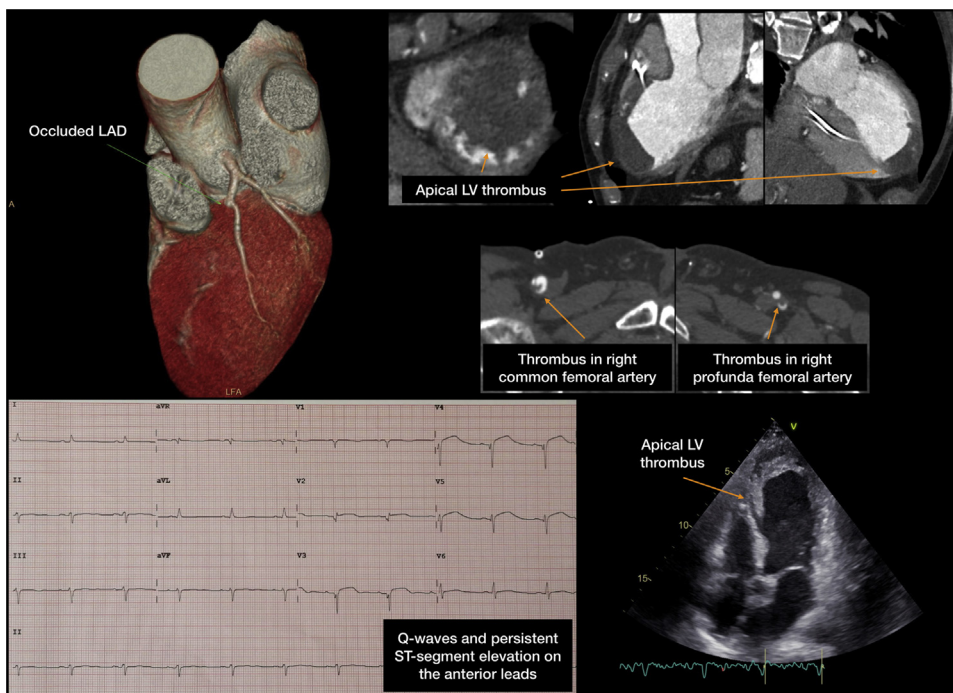 Occluded LAD
A
LFA
Apical LV thrombus
Thrombus in right
common femoral artery
Thrombus in right
profunda femoral artery
I
aVR
V1
V4
II
aVL
V2
V5
III
aVF
V3
V6
II
Q-waves and persistent
ST-segment elevation on
the anterior leads
V
Apical LV
thrombus
5
10
15